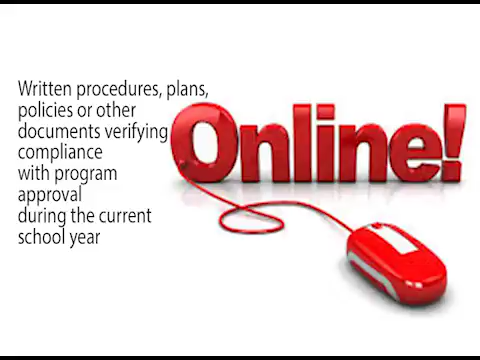 Written procedures, plans,
policies or other
documents verifying
compliance
with program
approval
during the current
school year
Online!